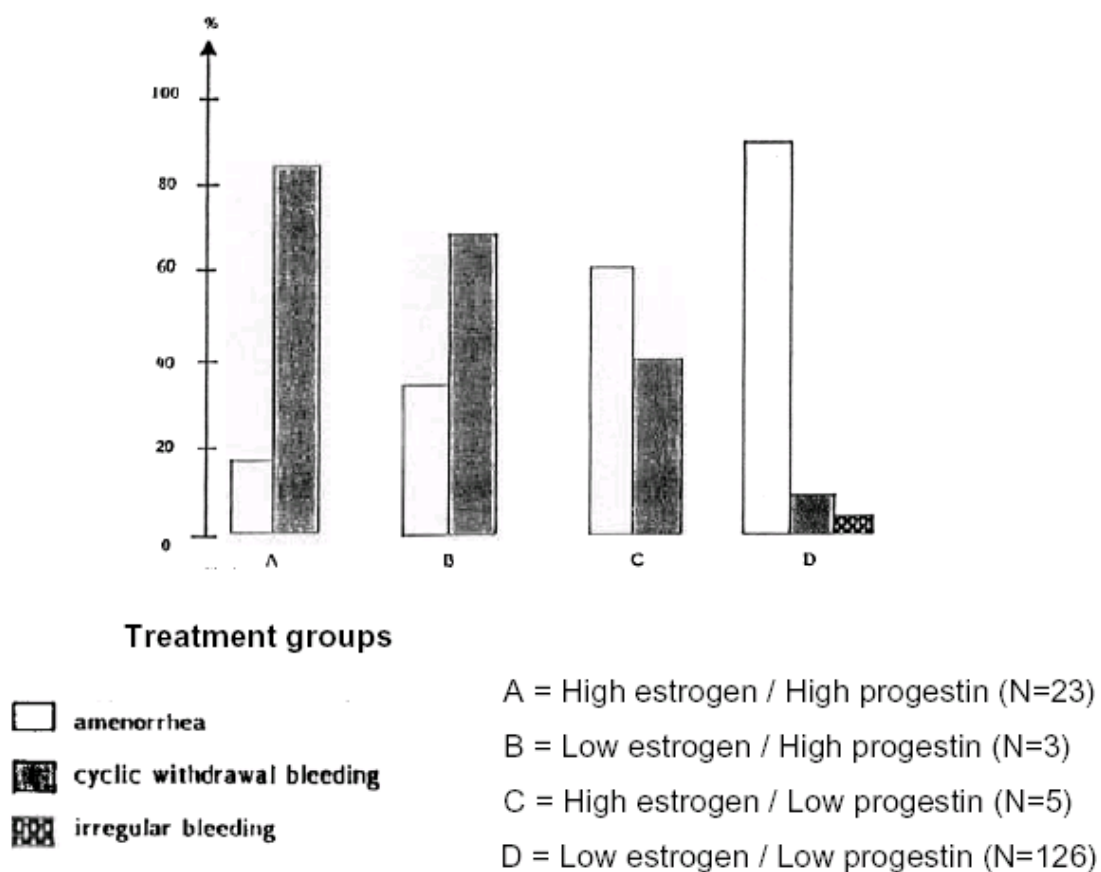 %
100
80
60
40
20
0
A B C D
Treatment groups
amenorrhea
cyclic withdrawal bleeding
irregular bleeding
A = High estrogen / High progestin (N=23)
B = Low estrogen / High progestin (N=3)
C = High estrogen / Low progestin (N=5)
D = Low estrogen / Low progestin (N=126)